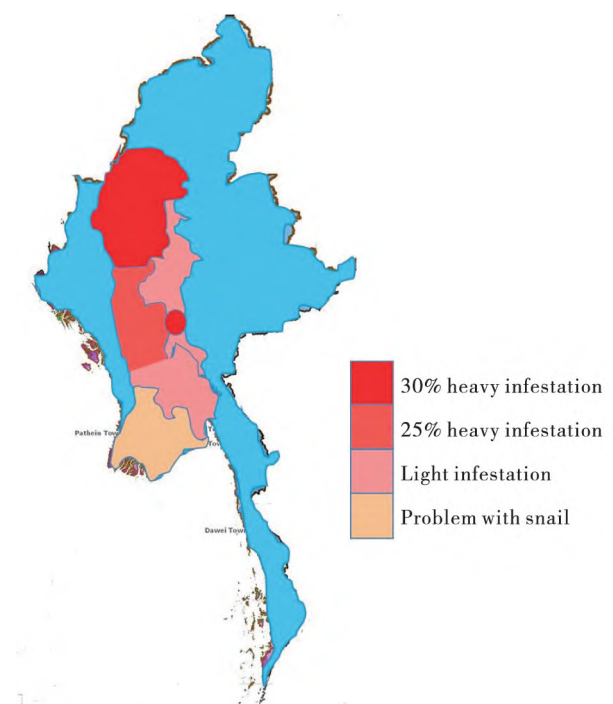 30% heavy infestation
25% heavy infestation
Light infestation
Problem with snail
Pathein Tow
Dawei Tow